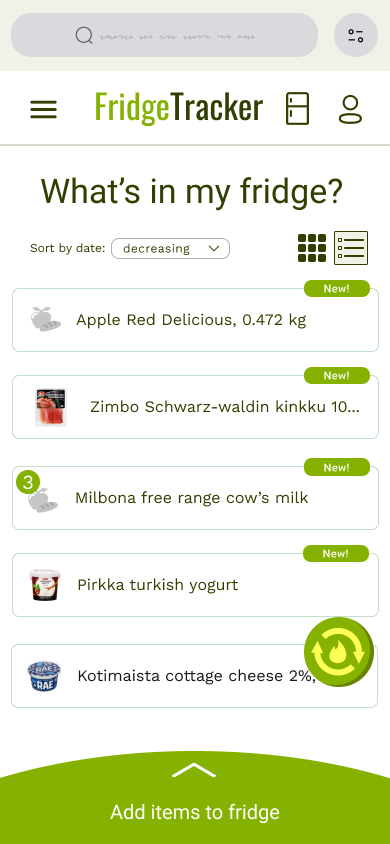 FridgeTracker
What's in my fridge?
Sort by date: decreasing
New!
Apple Red Delicious, 0.472 kg
New!
Zimbo Schwarz-waldin kinkku 10...
New!
3
Milbona free range cow's milk
New!
Pirkka turkish yogurt
RAE
Kotimaista cottage cheese 2%,
Add items to fridge